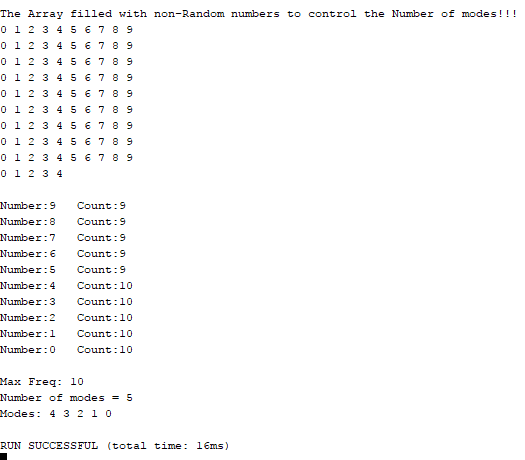 The Array filled with non-Random numbers to control the Number of modes!!!
0 1 2 3 4 5 6 7 8 9
0 1 2 3 4 5 6 7 8 9
0 1 2 3 4 5 6 7 8 9
0 1 2 3 4 5 6 7 8 9
0 1 2 3 4 5 6 7 8 9
0 1 2 3 4 5 6 7 8 9
0 1 2 3 4 5 6 7 8 9
0 1 2 3 4 5 6 7 8 9
0 1 2 3 4 5 6 7 8 9
0 1 2 3 4
Number:9   Count:9
Number:8   Count:9
Number:7   Count:9
Number:6   Count:9
Number:5   Count:9
Number:4   Count:10
Number:3   Count:10
Number:2   Count:10
Number:1   Count:10
Number:0   Count:10
Max Freq: 10
Number of modes = 5
Modes: 4 3 2 1 0
RUN SUCCESSFUL (total time: 16ms)